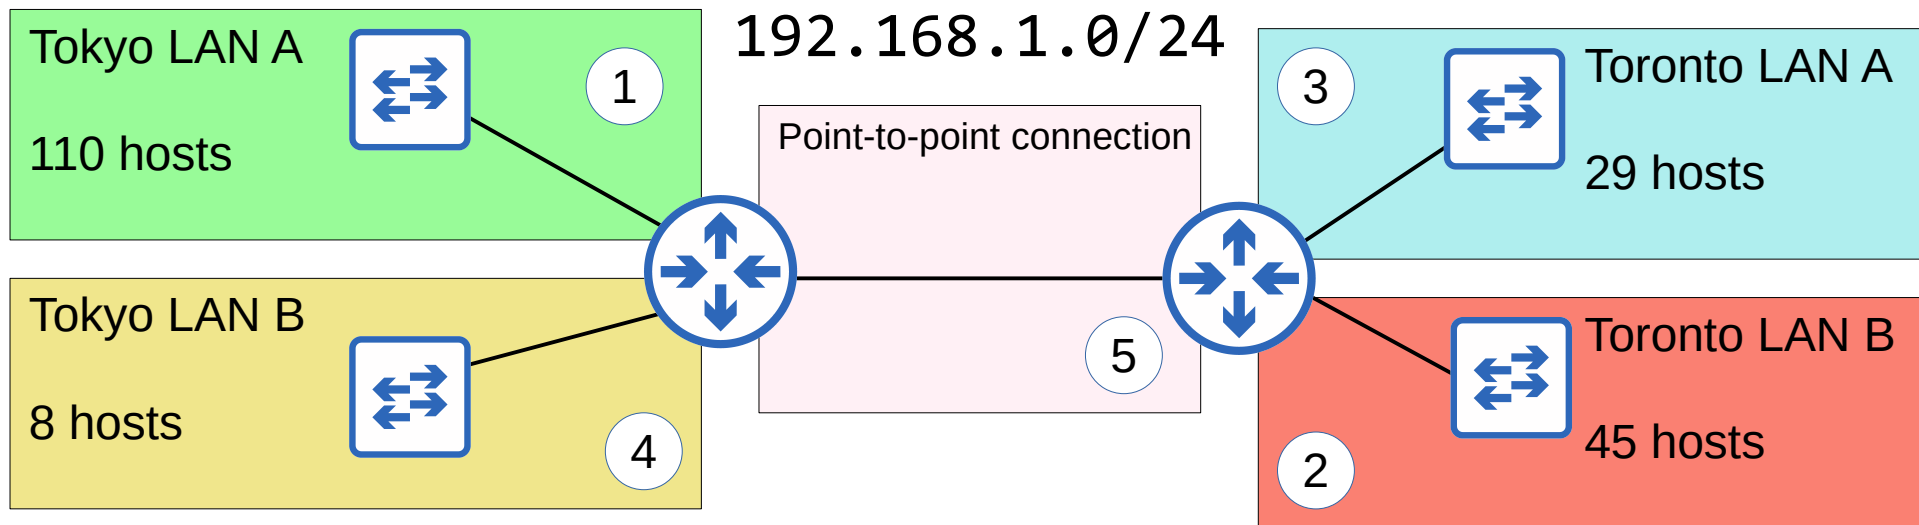 192.168.1.0/24
Tokyo LAN A
110 hosts
1
Point-to-point connection
5
3
Toronto LAN A
29 hosts
Tokyo LAN B
8 hosts
4
Toronto LAN B
45 hosts
2